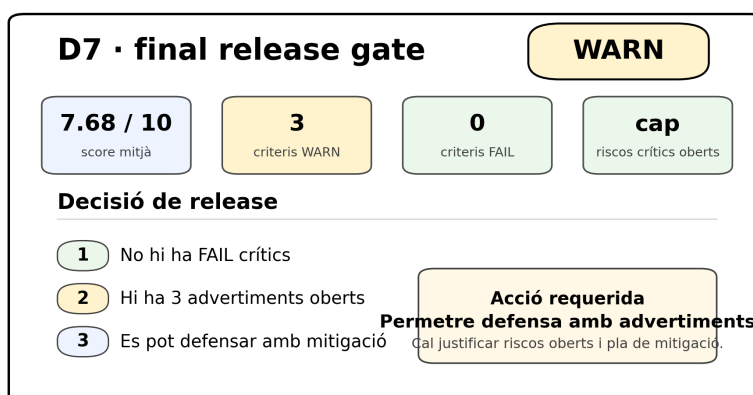 D7 · final release gate
WARN
7.68 / 10
score mitjà
3
criteris WARN
0
criteris FAIL
cap
riscos crítics oberts
Decisió de release
1 No hi ha FAIL crítics
2 Hi ha 3 advertiments oberts
3 Es pot defensar amb mitigació
Acció requerida
Permetre defensa amb advertiments
Cal justificar riscos oberts i pla de mitigació.